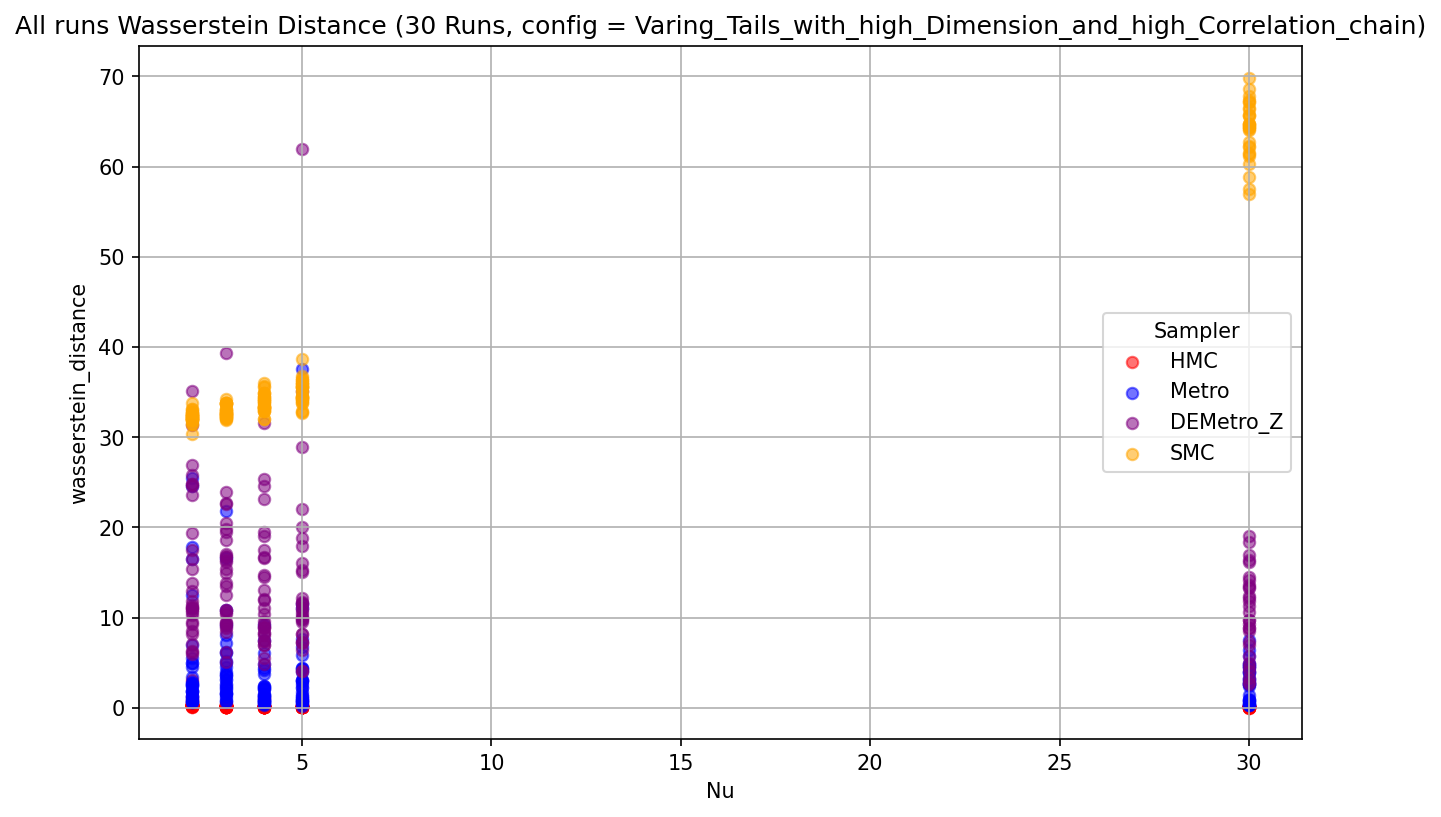 All runs Wasserstein Distance (30 Runs, config = Varing_Tails_with_high_Dimension_and_high_Correlation_chain)
70
60
50
40
30
20
10
0
wasserstein_distance
Sampler
HMC
Metro
DEMetro_Z
SMC
5
10
15
20
25
30
Nu